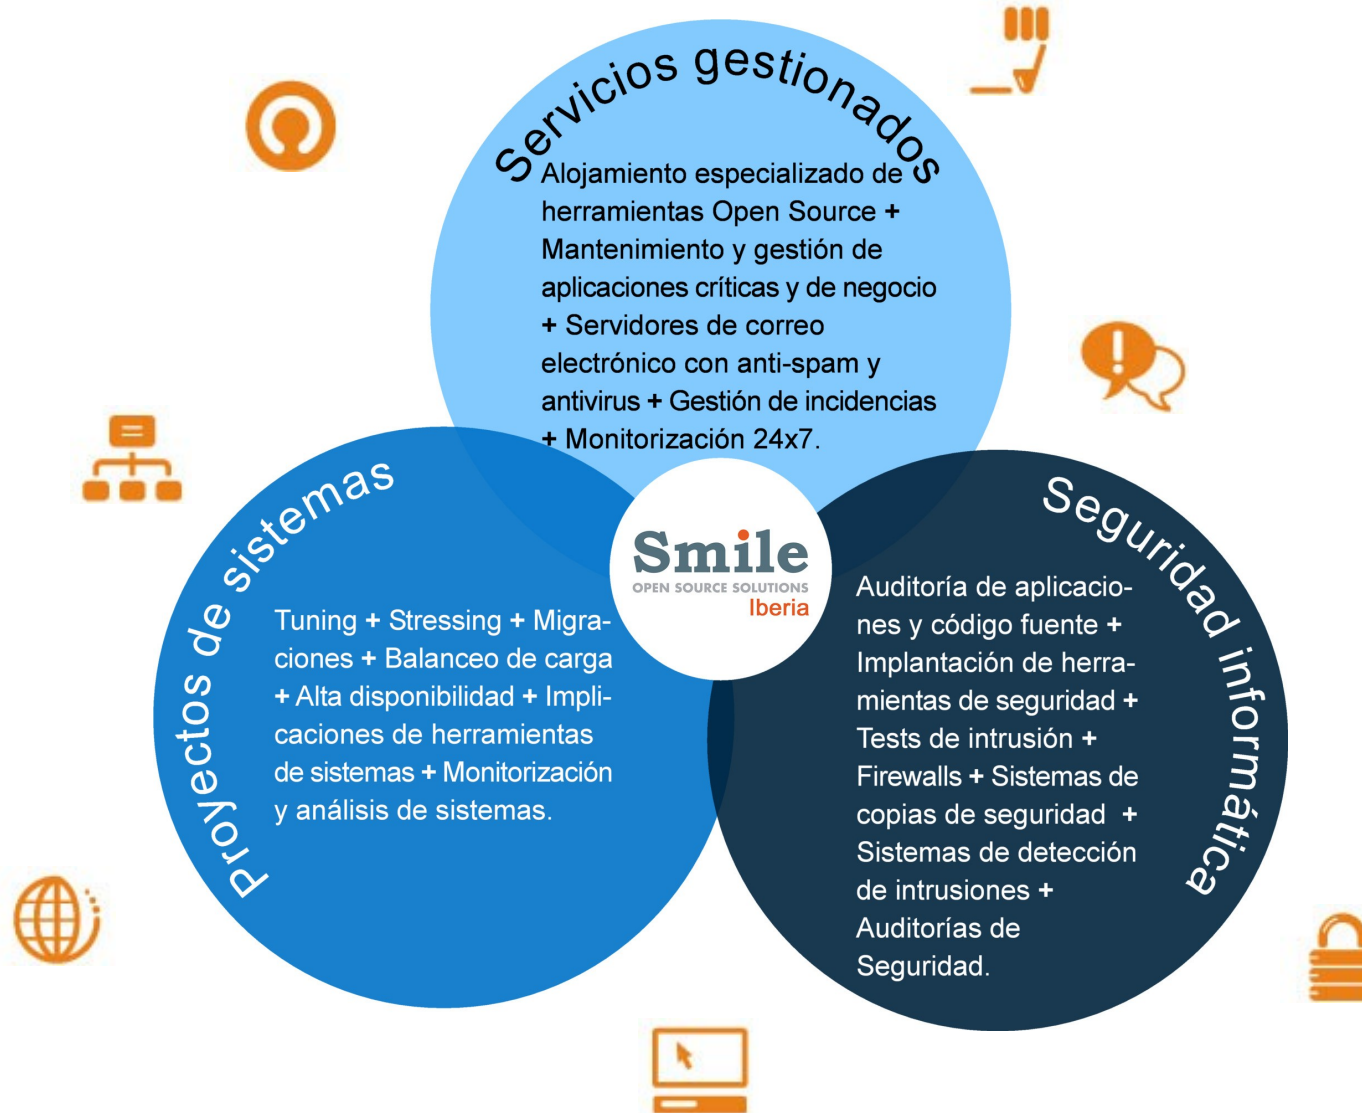 Servicios gestionados
Alojamiento especializado de
herramientas Open Source +
Mantenimiento y gestión de
aplicaciones críticas y de negocio
+ Servidores de correo
electrónico con anti-spam y
antivirus + Gestión de incidencias
+ Monitorización 24x7.
Smile
OPEN SOURCE SOLUTIONS
Iberia
Proyectos de sistemas
Tuning + Stressing + Migra-
ciones + Balanceo de carga
+ Alta disponibilidad + Impli-
caciones de herramientas
de sistemas + Monitorización
y análisis de sistemas.
Seguridad informática
Auditoría de aplicacio-
nes y código fuente +
Implantación de herra-
mientas de seguridad +
Tests de intrusión +
Firewalls + Sistemas de
copias de seguridad +
Sistemas de detección
de intrusiones +
Auditorías de
Seguridad.